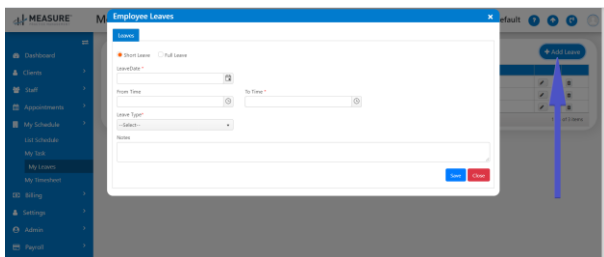 MEASURE
M
Employee Leaves
efault
Leaves
+ Add Leave
Short Leave Full Leave
LeaveDate *
From Time To Time *
Leave Type*
--Select--
Notes
Save Close
Dashboard
Clients
Staff
Appointments
My Schedule
List Schedule
My Task
My Leaves
My Timesheet
Billing
Settings
Admin
Payroll